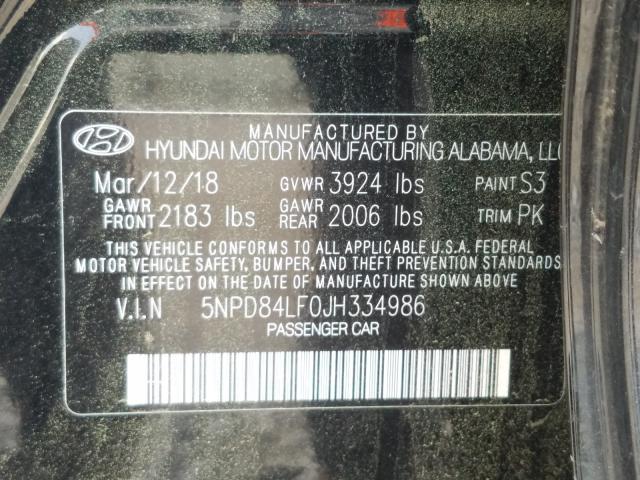 MANUFACTURED BY
HYUNDAI MOTOR MANUFACTURING ALABAMA, LLC
Mar/12/18 GVWR 3924 lbs PAINT S3
GAWR FRONT 2183 lbs GAWR REAR 2006 lbs TRIM PK
THIS VEHICLE CONFORMS TO ALL APPLICABLE U.S.A. FEDERAL
MOTOR VEHICLE SAFETY, BUMPER, AND THEFT PREVENTION STANDARDS
IN EFFECT ON THE DATE OF MANUFACTURE SHOWN ABOVE
V.I.N 5NPD84LF0JH334986
PASSENGER CAR